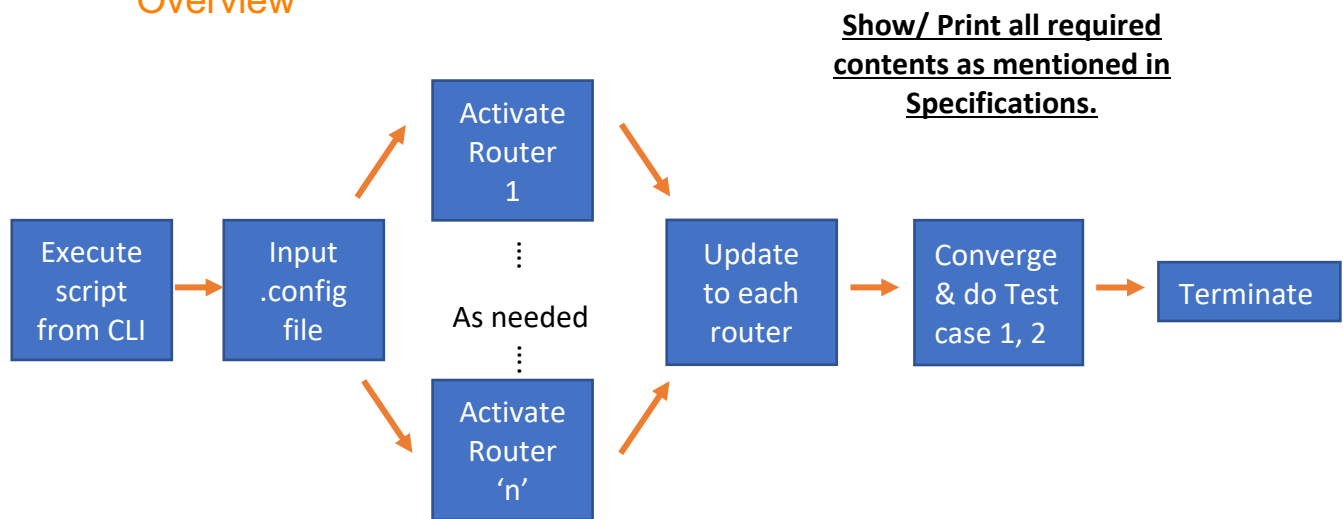 Overview
Show/ Print all required
contents as mentioned in
Specifications.
Execute
script
from CLI
Input
.config
file
Activate
Router
1
As needed
Activate
Router
‘n’
Update
to each
router
Converge
& do Test
case 1, 2
Terminate